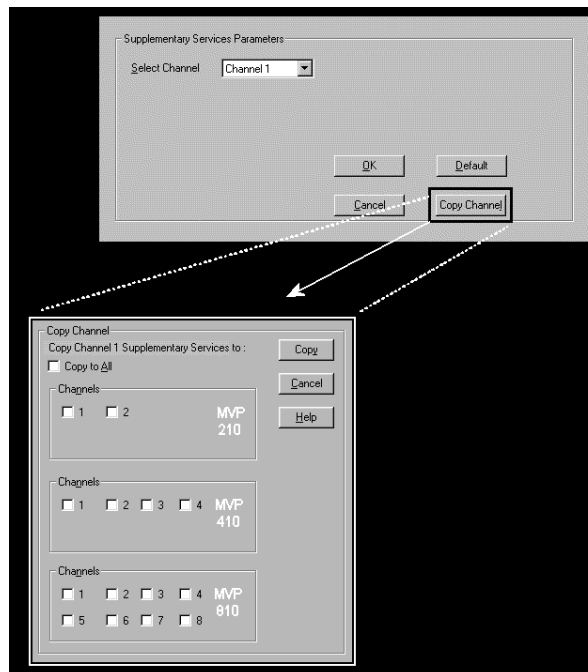 Supplementary Services Parameters
Select Channel Channel 1
OK Default
Cancel Copy Channel
Copy Channel
Copy Channel 1 Supplementary Services to :
Copy
Copy to All
Cancel
Channels
1 2 MVP
210
Help
Channels
1 2 3 4 MVP
410
Channels
1 2 3 4 MVP
5 6 7 8 810